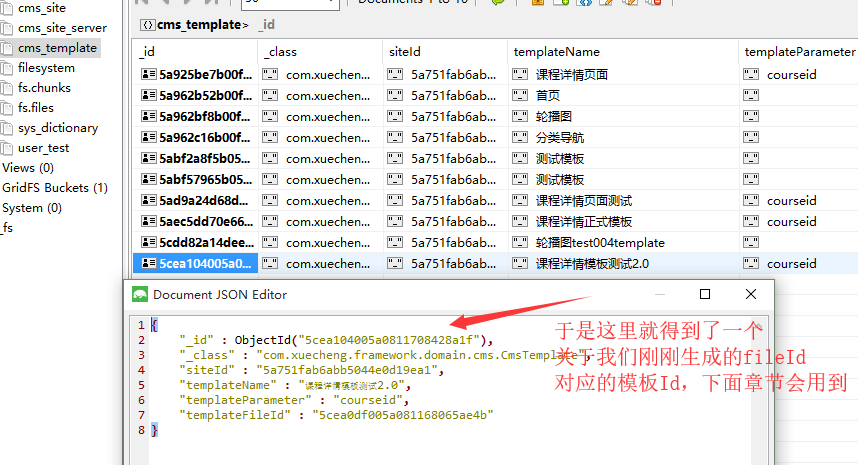 cms_site
cms_site_server
cms_template
filesystem
fs.chunks
fs.files
sys_dictionary
user_test
Views (0)
GridFS Buckets (1)
System (0)
_fs
50
Documents 1 to 10
cms_template> _id
_id _class siteId templateName templateParameter
5a925be7b00f... com.xuechen... 5a751fab6ab... 课程详情页面 courseid
5a962b52b00f... com.xuechen... 5a751fab6ab... 首页
5a962bf8b00f... com.xuechen... 5a751fab6ab... 轮播图
5a962c16b00f... com.xuechen... 5a751fab6ab... 分类导航
5abf2a8f5b05... com.xuechen... 5a751fab6ab... 测试模板
5abf57965b05... com.xuechen... 5a751fab6ab... 测试模板
5ad9a24d68d... com.xuechen... 5a751fab6ab... 课程详情页面测试 courseid
5aec5dd70e66... com.xuechen... 5a751fab6ab... 课程详情正式模板 courseid
5cdd82a14dee... com.xuechen... 5a751fab6ab... 轮播图test004template
5cea104005a0... com.xuechen... 5a751fab6ab... 课程详情模板测试2.0 courseid
Document JSON Editor
1 {
2 "_id" : ObjectId("5cea104005a0811708428a1f"),
3 "_class" : "com.xuecheng.framework.domain.cms.CmsTemplate",
4 "siteId" : "5a751fab6abb5044e0d19ea1",
5 "templateName" : "课程详情模板测试2.0",
6 "templateParameter" : "courseid",
7 "templateFileId" : "5cea0df005a081168065ae4b"
8 }
于是这里就得到了一个
关于我们刚刚生成的fileId
对应的模板Id，下面章节会用到